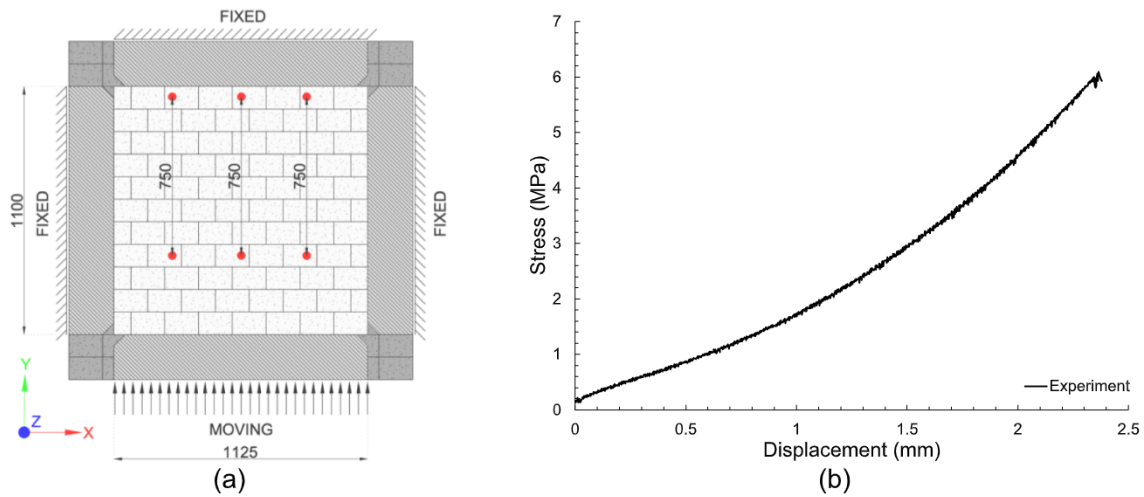 FIXED
FIXED
1100
750
750
750
FIXED
Y
Z
X
MOVING
1125
(a)
7
6
5
4
3
2
1
0
Stress (MPa)
Experiment
0
0.5
1
1.5
2
2.5
Displacement (mm)
(b)